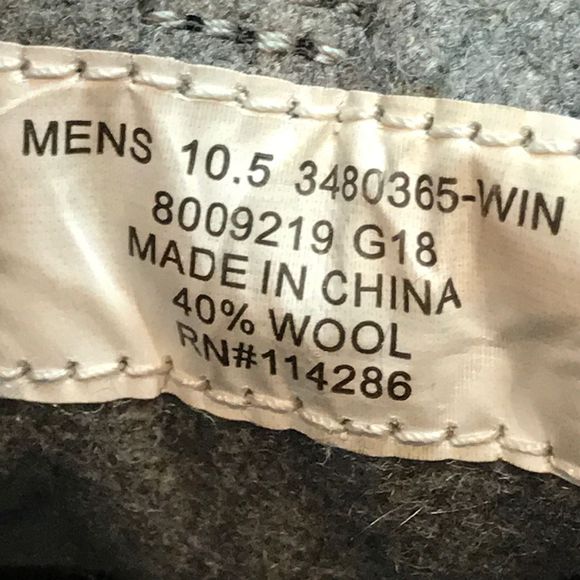 MENS 10.5 3480365-WIN
8009219 G18
MADE IN CHINA
40% WOOL
RN#114286